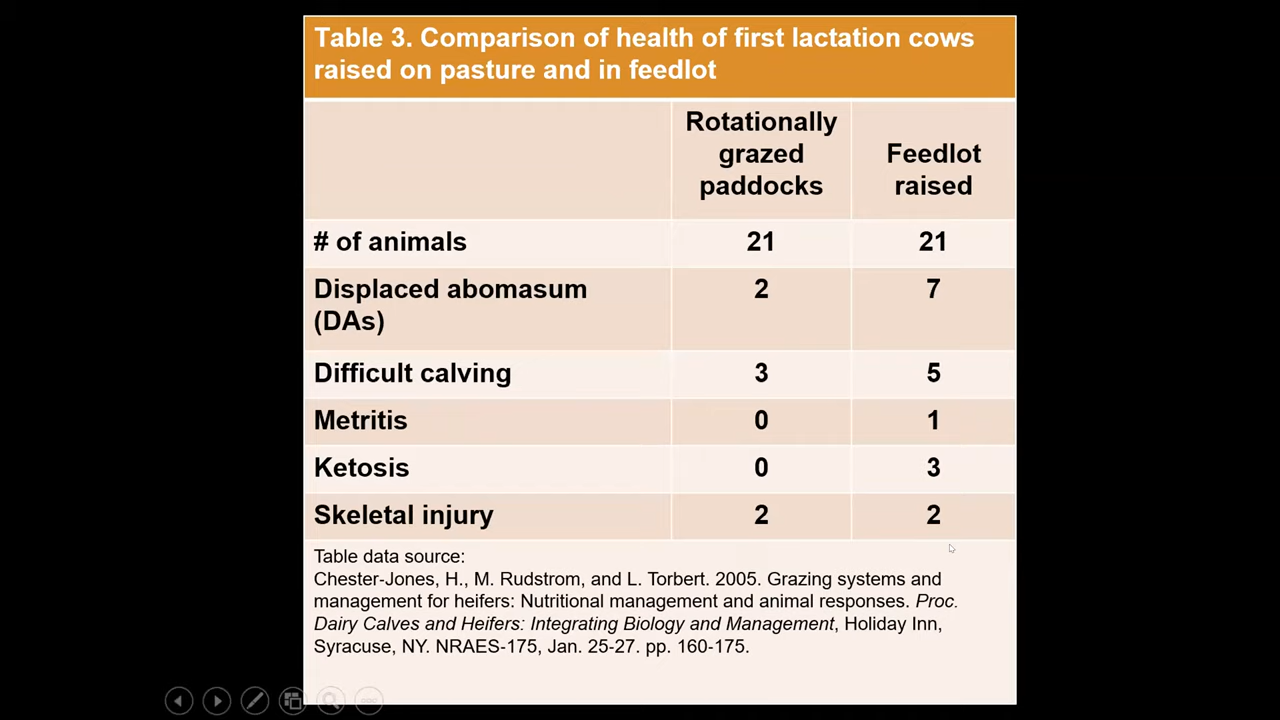 Table 3. Comparison of health of first lactation cows
raised on pasture and in feedlot
Rotationally
grazed
paddocks
Feedlot
raised
# of animals 21 21
Displaced abomasum 2 7
(DAs)
Difficult calving 3 5
Metritis 0 1
Ketosis 0 3
Skeletal injury 2 2
Table data source:
Chester-Jones, H., M. Rudstrom, and L. Torbert. 2005. Grazing systems and
management for heifers: Nutritional management and animal responses. Proc.
Dairy Calves and Heifers: Integrating Biology and Management, Holiday Inn,
Syracuse, NY. NRAES-175, Jan. 25-27. pp. 160-175.